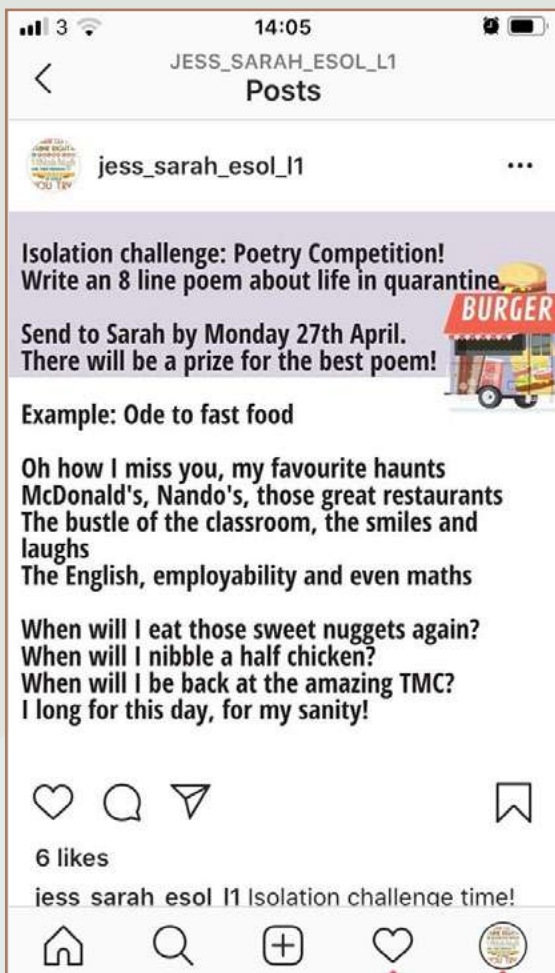 3
14:05
JESS_SARAH_ESOL_L1
Posts
jess_sarah_esol_l1
Isolation challenge: Poetry Competition!
Write an 8 line poem about life in quarantine.
BURGER
Send to Sarah by Monday 27th April.
There will be a prize for the best poem!
Example: Ode to fast food
Oh how I miss you, my favourite haunts
McDonald's, Nando's, those great restaurants
The bustle of the classroom, the smiles and
laughs
The English, employability and even maths
When will I eat those sweet nuggets again?
When will I nibble a half chicken?
When will I be back at the amazing TMC?
I long for this day, for my sanity!
6 likes
jess_sarah_esol_l1 Isolation challenge time!